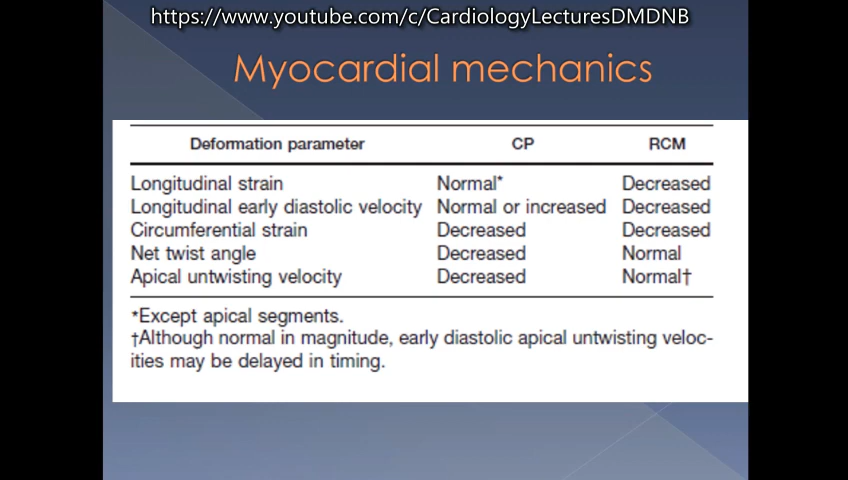 https://www.youtube.com/c/CardiologyLecturesDMDNB
Myocardial mechanics
Deformation parameter CP RCM
Longitudinal strain Normal* Decreased
Longitudinal early diastolic velocity Normal or increased Decreased
Circumferential strain Decreased Decreased
Net twist angle Decreased Normal
Apical untwisting velocity Decreased Normal†
*Except apical segments.
†Although normal in magnitude, early diastolic apical untwisting veloc-
ities may be delayed in timing.